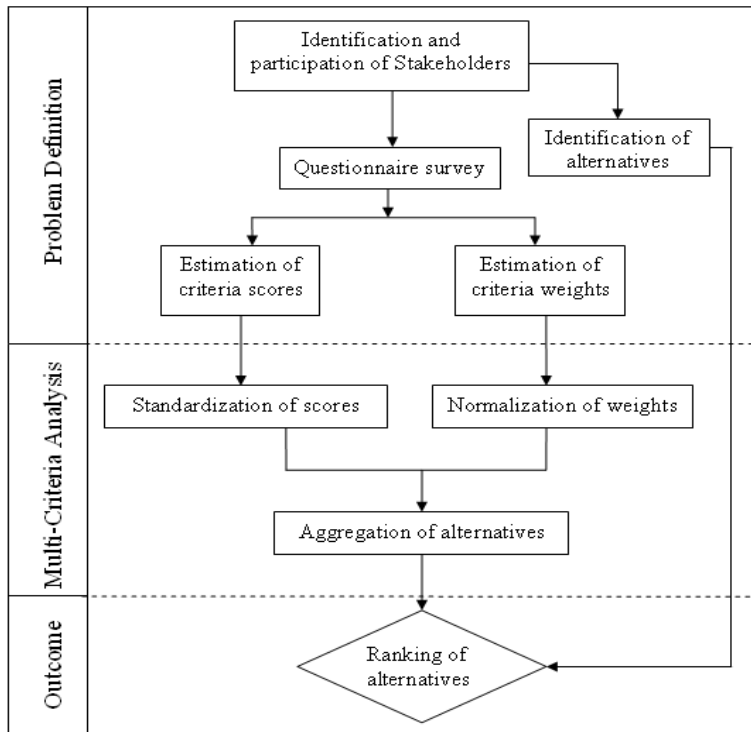 Problem Definition
Identification and
participation of Stakeholders
Identification of
alternatives
Questionnaire survey
Estimation of
criteria scores
Estimation of
criteria weights
Multi-Criteria Analysis
Standardization of scores
Normalization of weights
Aggregation of alternatives
Outcome
Ranking of
alternatives